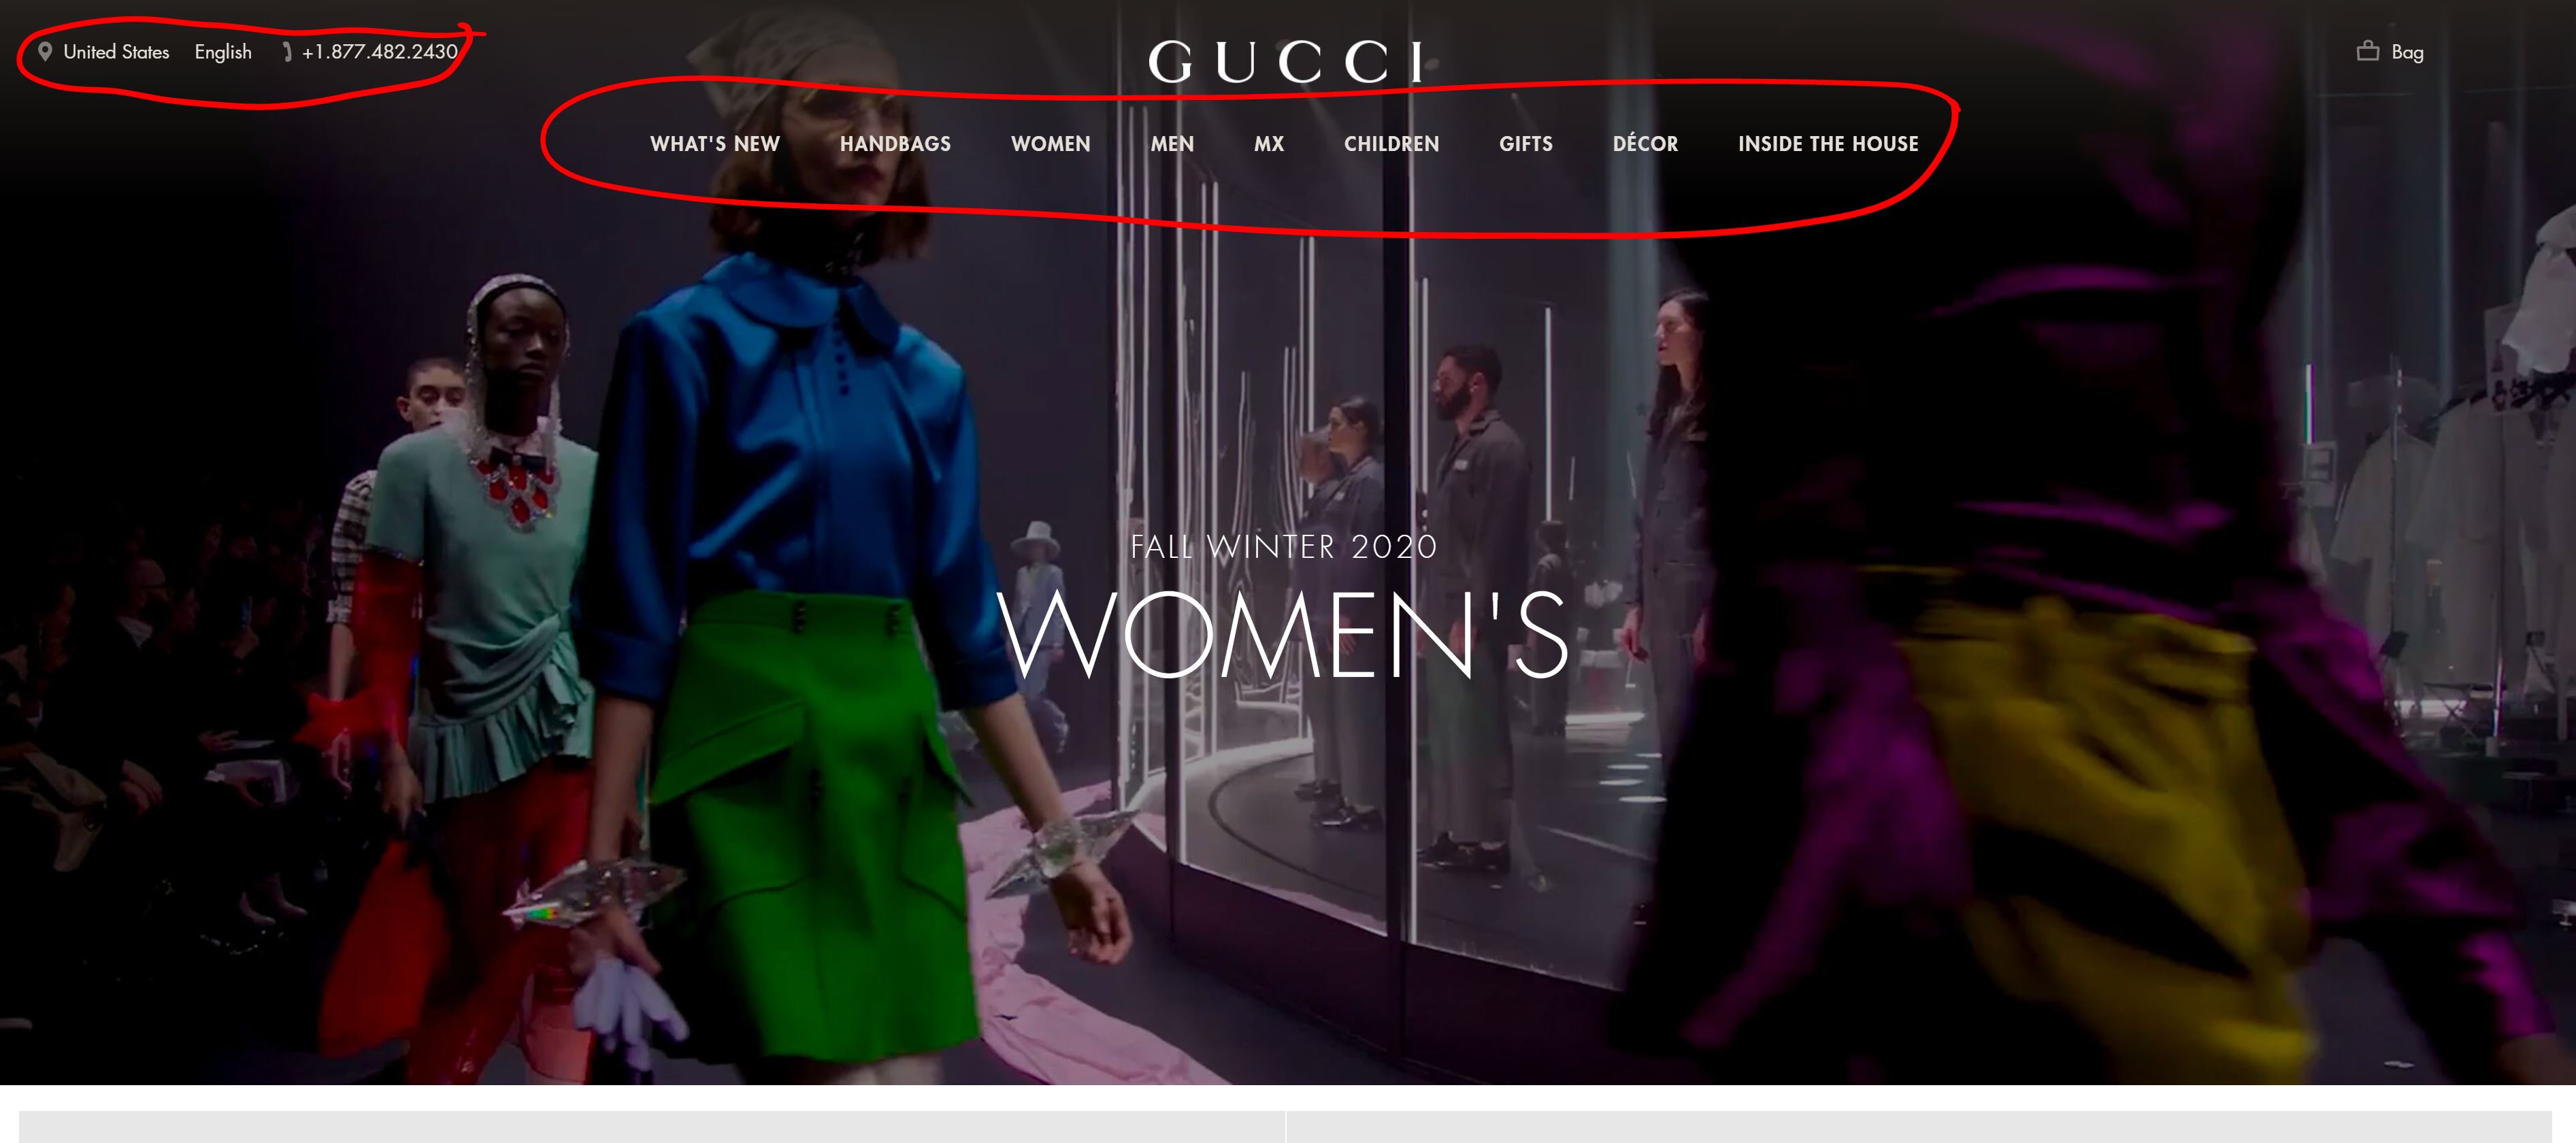 United States English +1.877.482.2430
GUCCI
Bag
WHAT'S NEW HANDBAGS WOMEN MEN MX CHILDREN GIFTS DÉCOR INSIDE THE HOUSE
FALL WINTER 2020
WOMEN'S